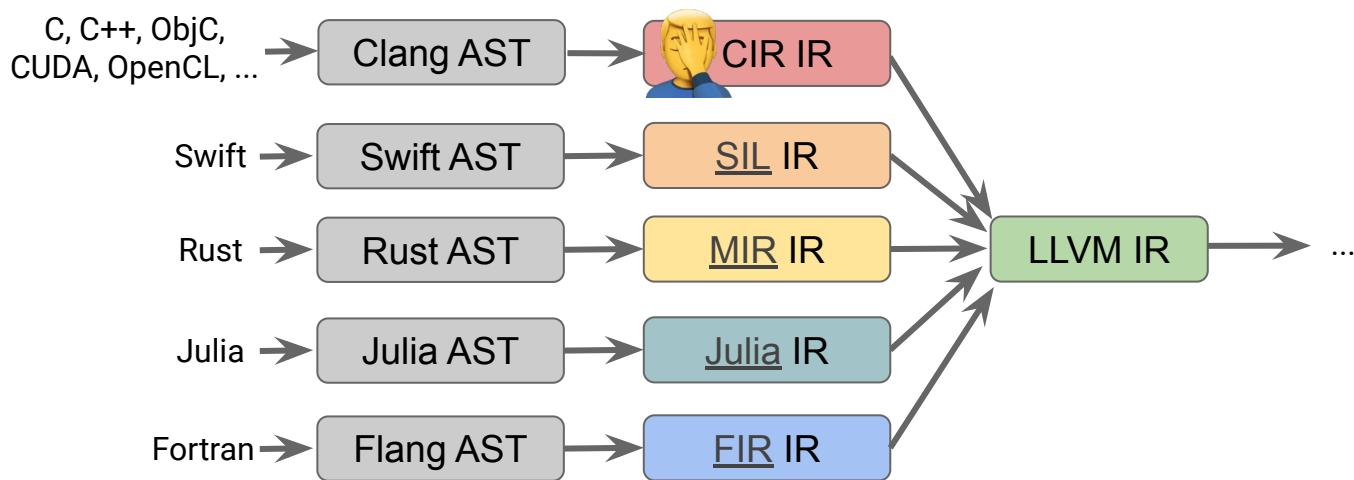 C, C++, ObjC,
CUDA, OpenCL, ...
Clang AST
CIR IR
Swift
Swift AST
SIL IR
Rust
Rust AST
MIR IR
LLVM IR
...
Julia
Julia AST
Julia IR
Fortran
Flang AST
FIR IR